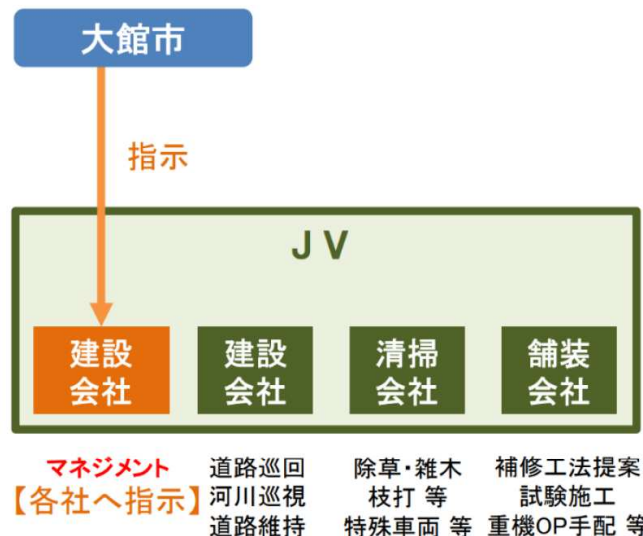 大館市
指示
JV
建設
会社
建設
会社
清掃
会社
舗装
会社
マネジメント
【各社へ指示】
道路巡回
河川巡視
道路維持
除草・雑木
枝打 等
特殊車両 等
補修工法提案
試験施工
重機OP手配 等